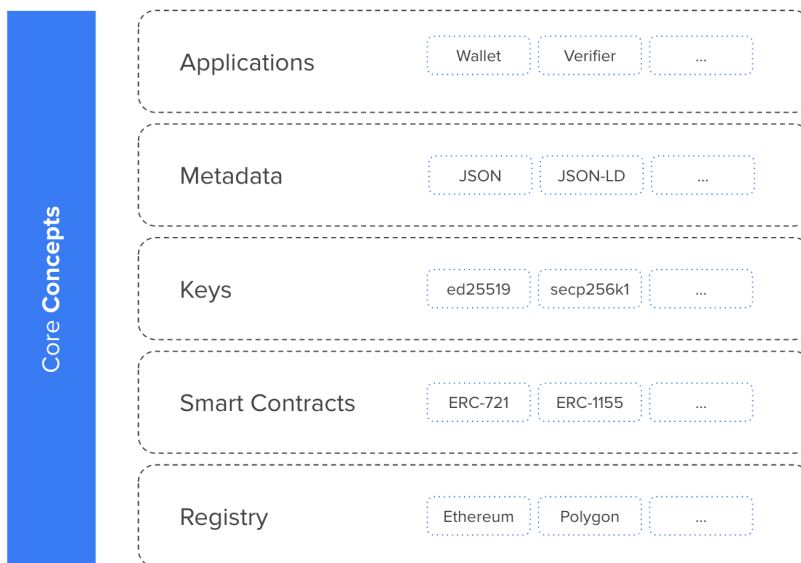 Core Concepts
Applications
Wallet
Verifier
...
Metadata
JSON
JSON-LD
...
Keys
ed25519
secp256k1
...
Smart Contracts
ERC-721
ERC-1155
...
Registry
Ethereum
Polygon
...